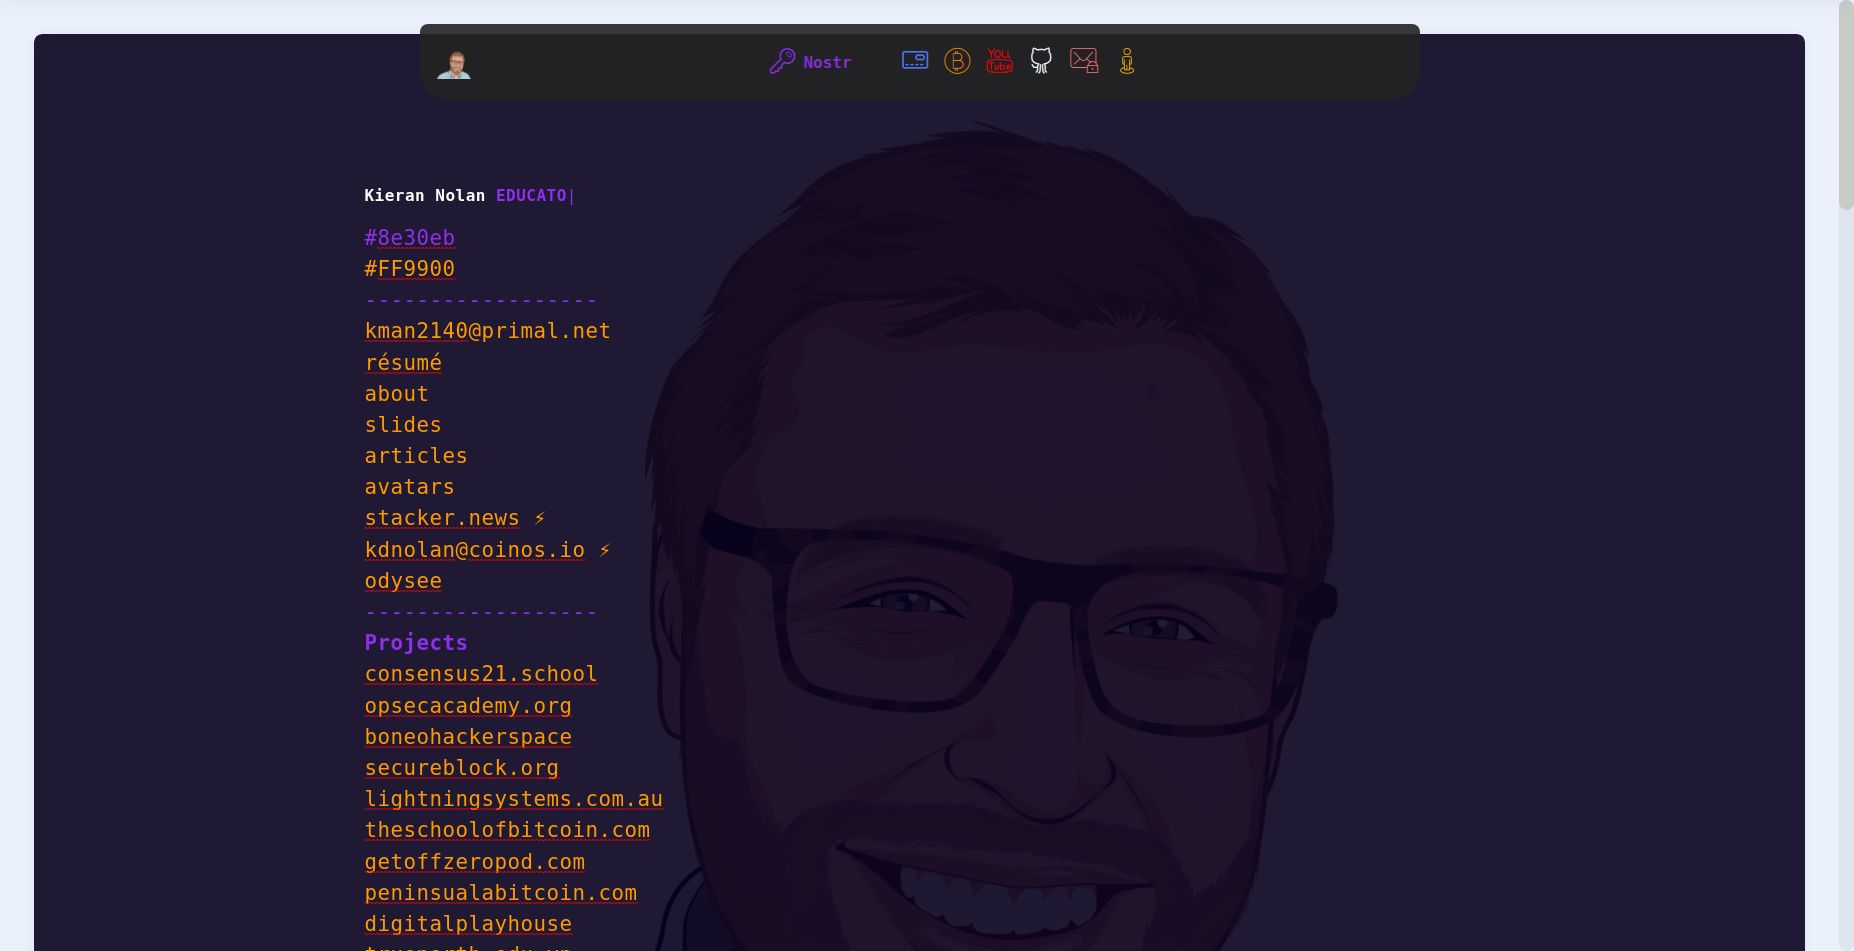 Nostr
You
Tube
Kieran Nolan EDUCATO|
#8e30eb
#FF9900
------------------
kman2140@primal.net
résumé
about
slides
articles
avatars
stacker.news ⚡
kdnolan@coinos.io ⚡
odysee
------------------
Projects
consensus21.school
opsecacademy.org
boneohackerspace
secureblock.org
lightningsystems.com.au
theschoolofbitcoin.com
getoffzeropod.com
peninsualabitcoin.com
digitalplayhouse